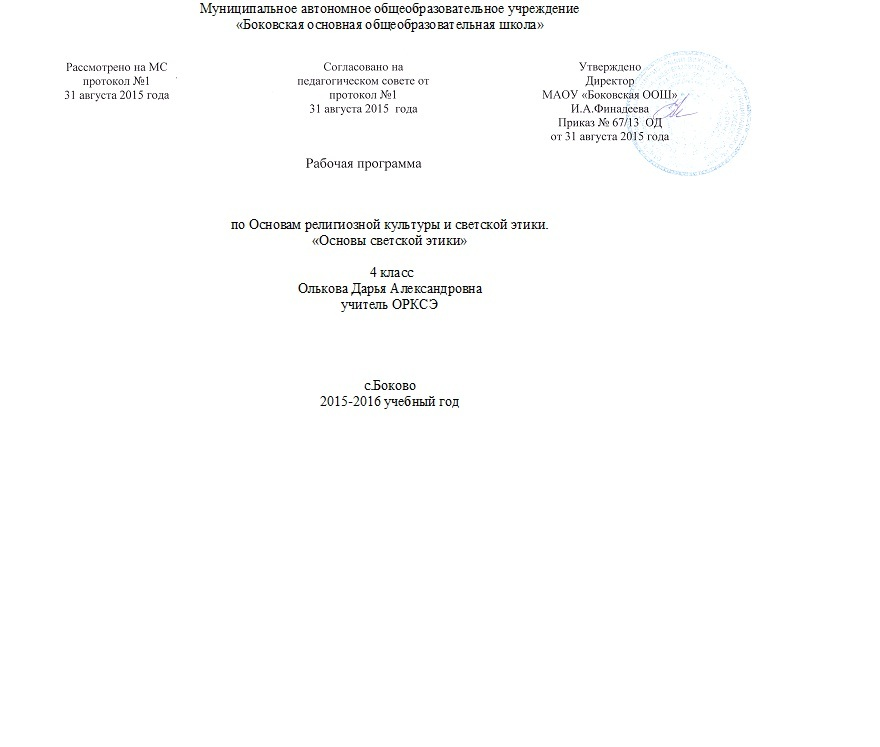 Муниципальное автономное общеобразовательное учреждение
«Боковская основная общеобразовательная школа»
Рассмотрено на МС
протокол №1
31 августа 2015 года
Согласовано на
педагогическом совете от
протокол №1
31 августа 2015 года
Утверждено
Директор
МАОУ «Боковская ООШ»
И.А.Финадеева
Приказ № 67/13 ОД
от 31 августа 2015 года
Рабочая программа
по Основам религиозной культуры и светской этики.
«Основы светской этики»
4 класс
Олькова Дарья Александровна
учитель ОРКСЭ
с.Боково
2015-2016 учебный год